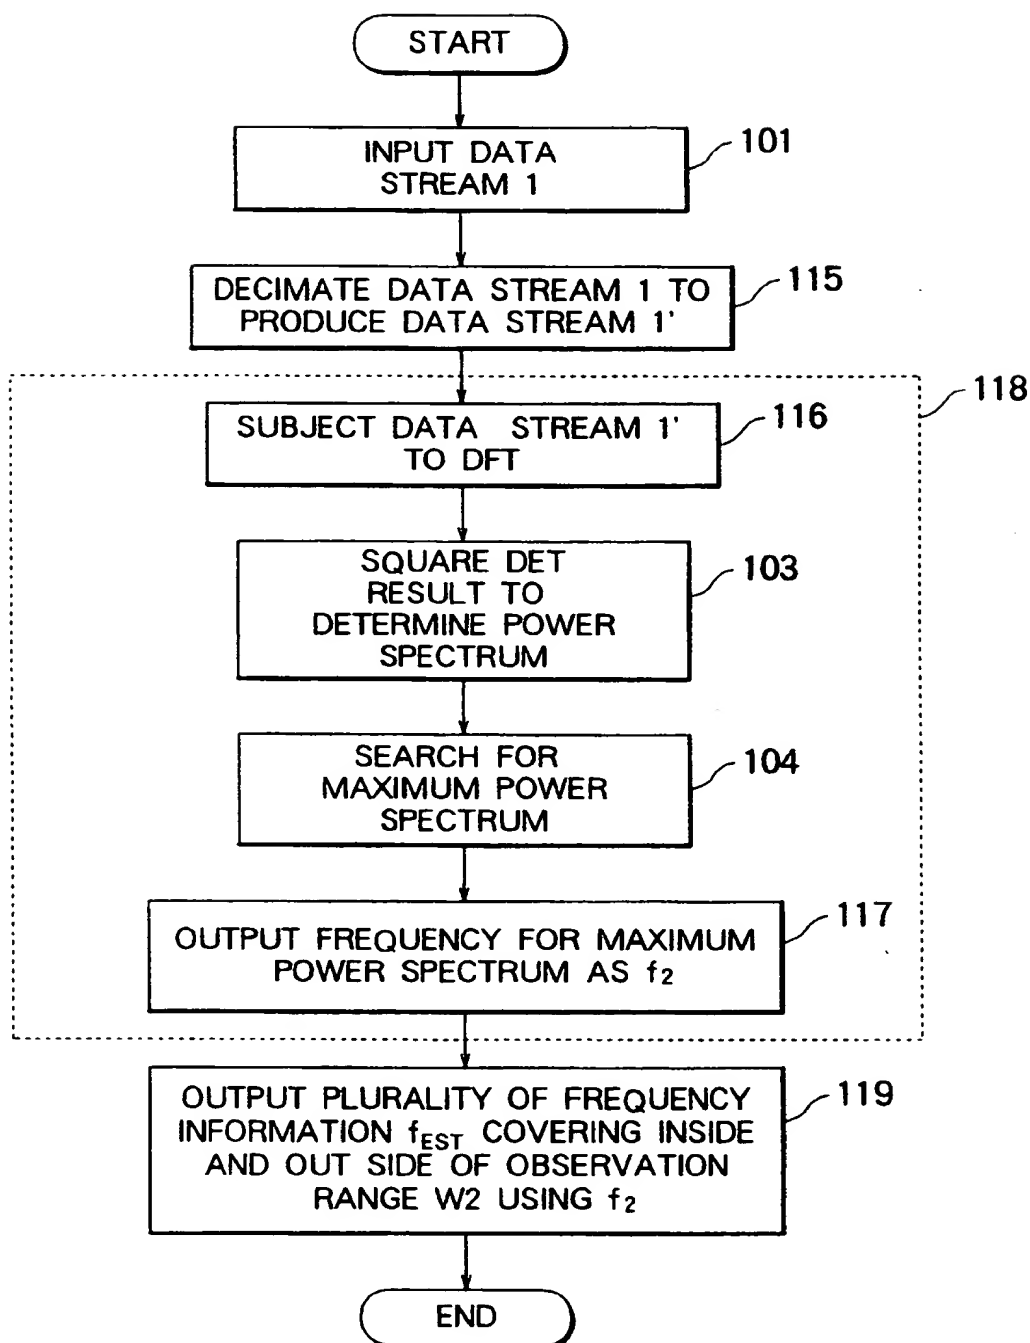 START
INPUT DATA
STREAM 1
101
DECIMATE DATA STREAM 1 TO
PRODUCE DATA STREAM 1'
115
118
SUBJECT DATA STREAM 1'
TO DFT
116
SQUARE DET
RESULT TO
DETERMINE POWER
SPECTRUM
103
SEARCH FOR
MAXIMUM POWER
SPECTRUM
104
OUTPUT FREQUENCY FOR MAXIMUM
POWER SPECTRUM AS f2
117
OUTPUT PLURALITY OF FREQUENCY
INFORMATION fEST COVERING INSIDE
AND OUT SIDE OF OBSERVATION
RANGE W2 USING f2
119
END